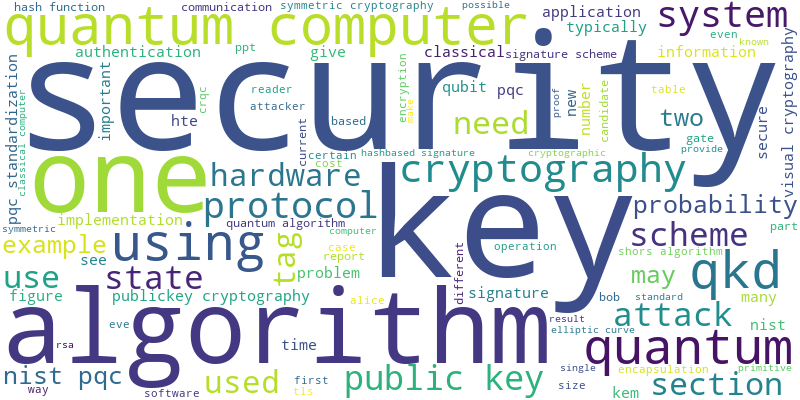 hash function
communication
symmetric cryptography
possible
quantum computer
application
system
typically
even
known
authentication
ppt
give
classical
signature scheme
information
security
pqc standardization
classical computer
important
crqc
hte
reader
attacker
current
based
encryption
make
qubit
pqc
proof
new
number
candidate
table
two
gate
provide
secure
visual cryptography
need
one
certain
cost
hashbased signature
cryptographic
hardware
cryptography
key
protocol
probability
implementation
quantum algorithm
computer
scheme
part
symmetric
example
see
using
tag
case
report
problem
operation
different
shors algorithm
may
qkd
use
state
figure
publickey cryptography
alice
signature
bob
standard
many
algorithm
eve
time
rsa
result
elliptic curve
attack
nist
quantum
nist pqc
way
software
used
first
tls
public key
single
size
kem
encapsulation
primitive
section